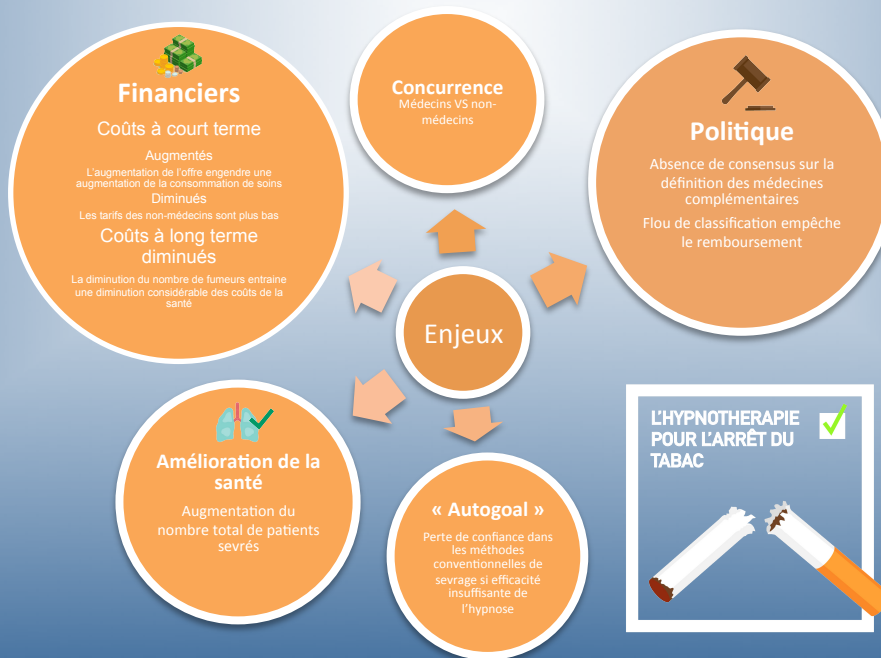 Financiers
Coûts à court terme
Augmentés
L'augmentation de l'offre engendre une
augmentation de la consommation de soins
Diminués
Les tarifs des non-médecins sont plus bas
Coûts à long terme
diminués
La diminution du nombre de fumeurs entraine
une diminution considérable des coûts de la
santé
Concurrence
Médecins VS non-
médecins
Politique
Absence de consensus sur la
définition des médecines
complémentaires
Flou de classification empêche
le remboursement
Enjeux
Amélioration de la
santé
Augmentation du
nombre total de patients
sevrés
« Autogoal »
Perte de confiance dans
les méthodes
conventionnelles de
sevrage si efficacité
insuffisante de
l'hypnose
L'HYPNOTHERAPIE
POUR L'ARRÊT DU
TABAC